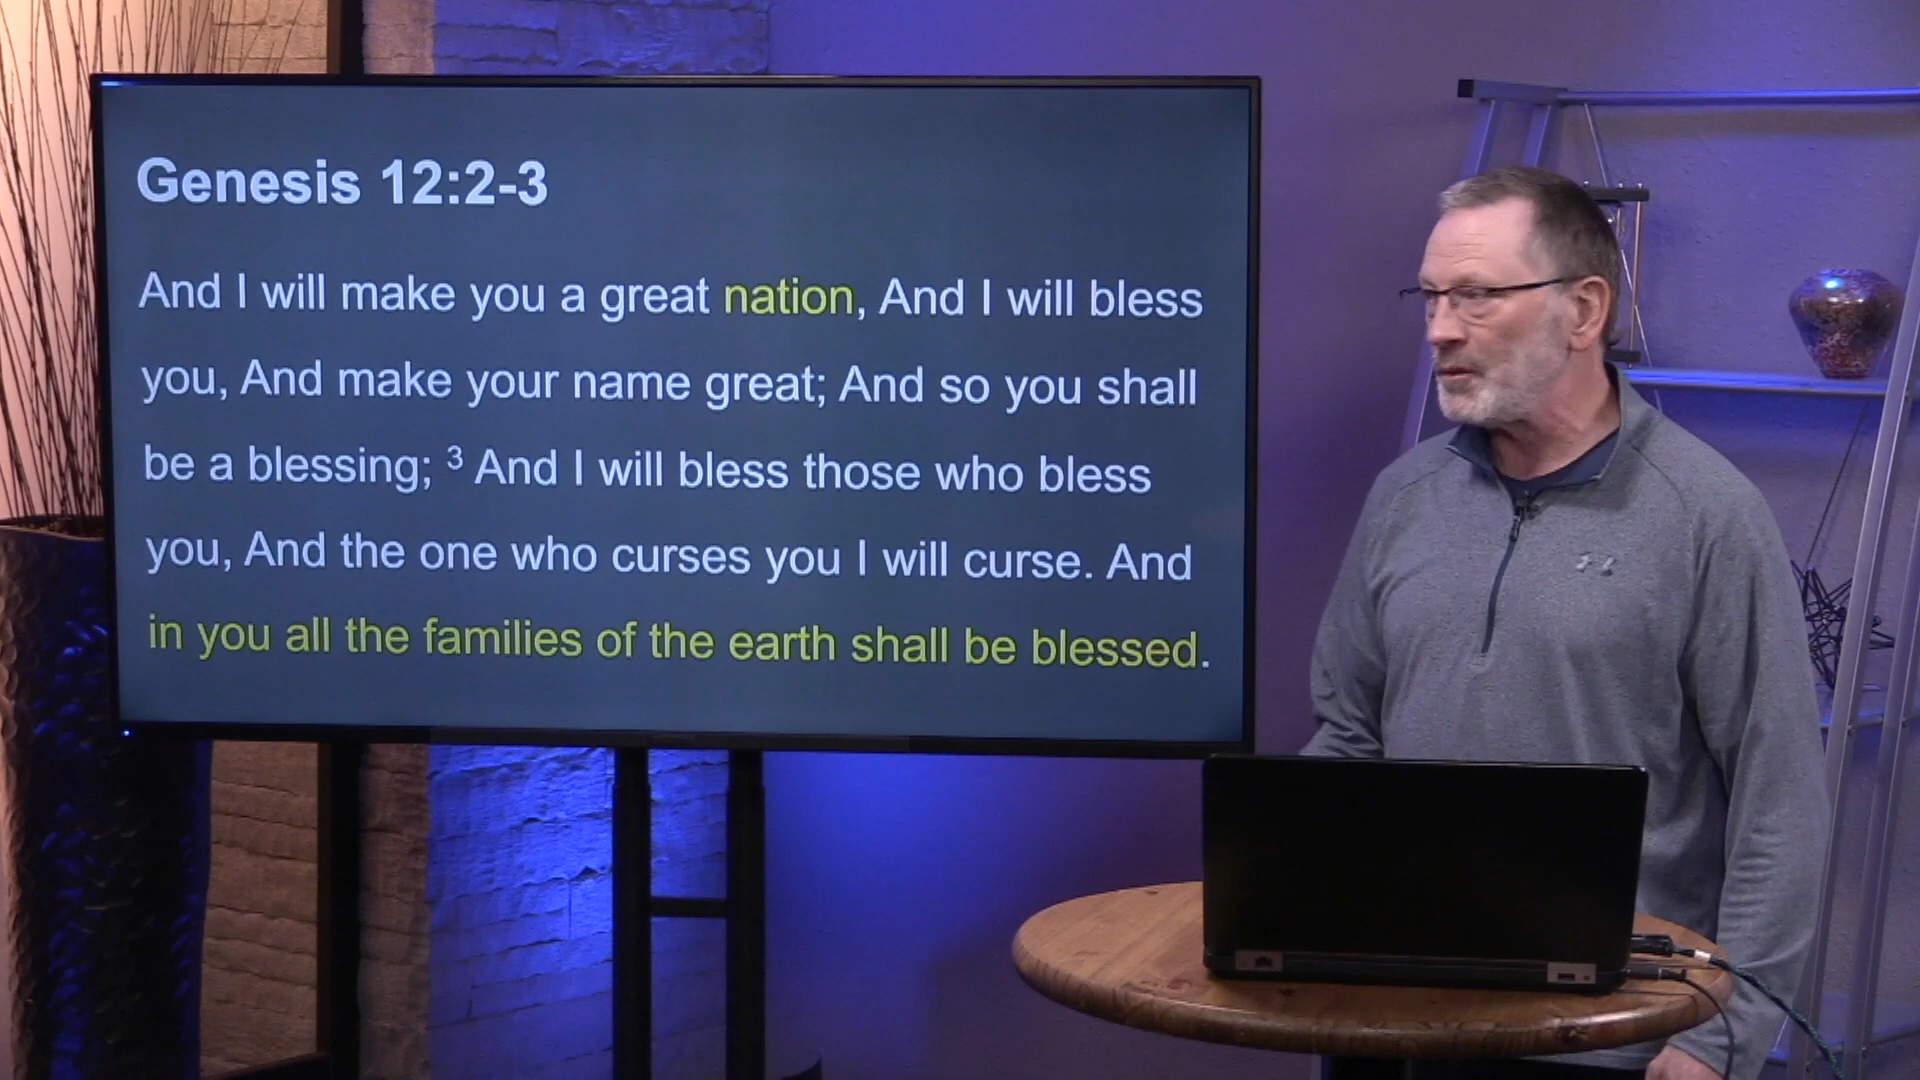 Genesis 12:2-3
And I will make you a great nation, And I will bless
you, And make your name great; And so you shall
be a blessing; ³ And I will bless those who bless
you, And the one who curses you I will curse. And
in you all the families of the earth shall be blessed.